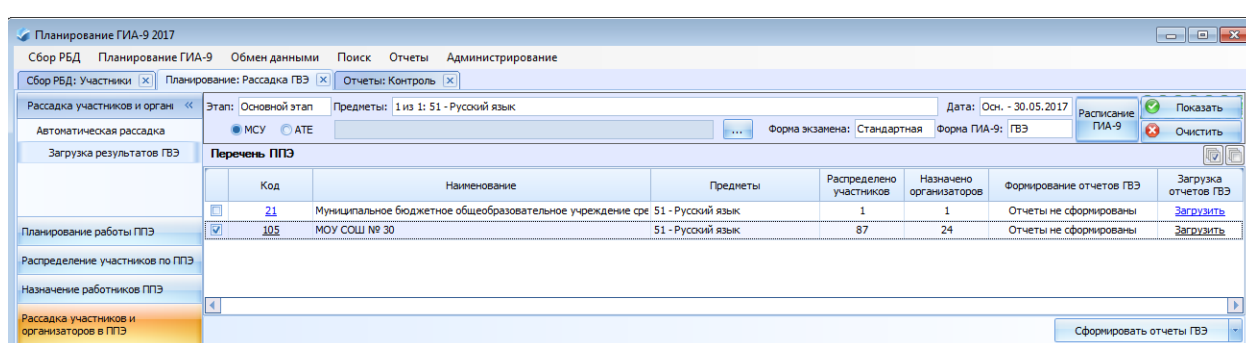 Планирование ГИА-9 2017
Сбор РБД Планирование ГИА-9 Обмен данными Поиск Отчеты Администрирование
Сбор РБД: Участники Планирование: Рассадка ГВЭ Отчеты: Контроль
Рассадка участников и органи «
Автоматическая рассадка
Загрузка результатов ГВЭ
Планирование работы ППЭ
Распределение участников по ППЭ
Назначение работников ППЭ
Рассадка участников и
организаторов в ППЭ
Этап: Основной этап Предметы: 1 из 1: 51 - Русский язык Дата: Осн. - 30.05.2017
МСУ АТЕ ... Форма экзамена: Стандартная Форма ГИА-9: ГВЭ
Расписание
ГИА-9
Показать
Очистить
Перечень ППЭ
Код Наименование Предметы Распределено участников Назначено организаторов Формирование отчетов ГВЭ Загрузка отчетов ГВЭ
21 Муниципальное бюджетное общеобразовательное учреждение сре 51 - Русский язык 1 1 Отчеты не сформированы Загрузить
105 МОУ СОШ № 30 51 - Русский язык 87 24 Отчеты не сформированы Загрузить
Сформировать отчеты ГВЭ